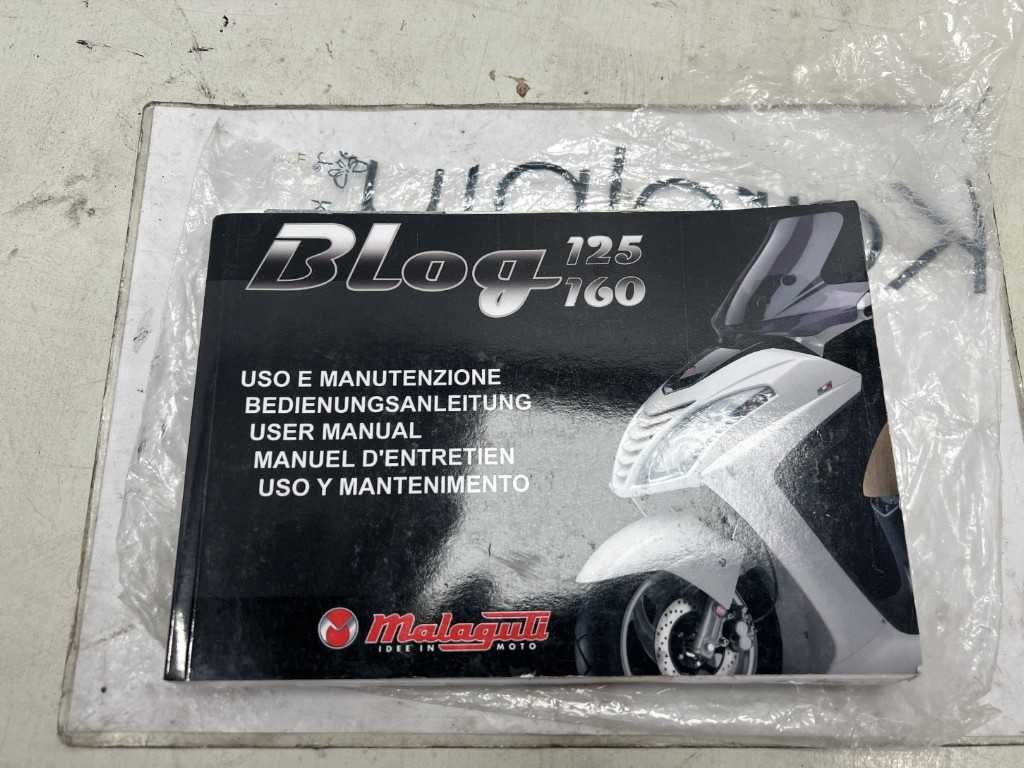 BLog 125
160
USO E MANUTENZIONE
BEDIENUNGSANLEITUNG
USER MANUAL
MANUEL D'ENTRETIEN
USO Y MANTENIMENTO
Malaguti
IDEE IN MOTO